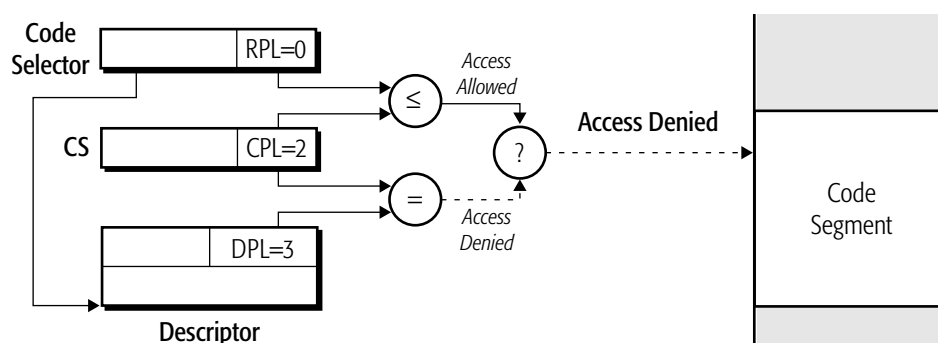 Code
Selector
RPL=0
Access
Allowed
≤
CS
CPL=2
?
Access Denied
=
Access
Denied
Code
Segment
DPL=3
Descriptor